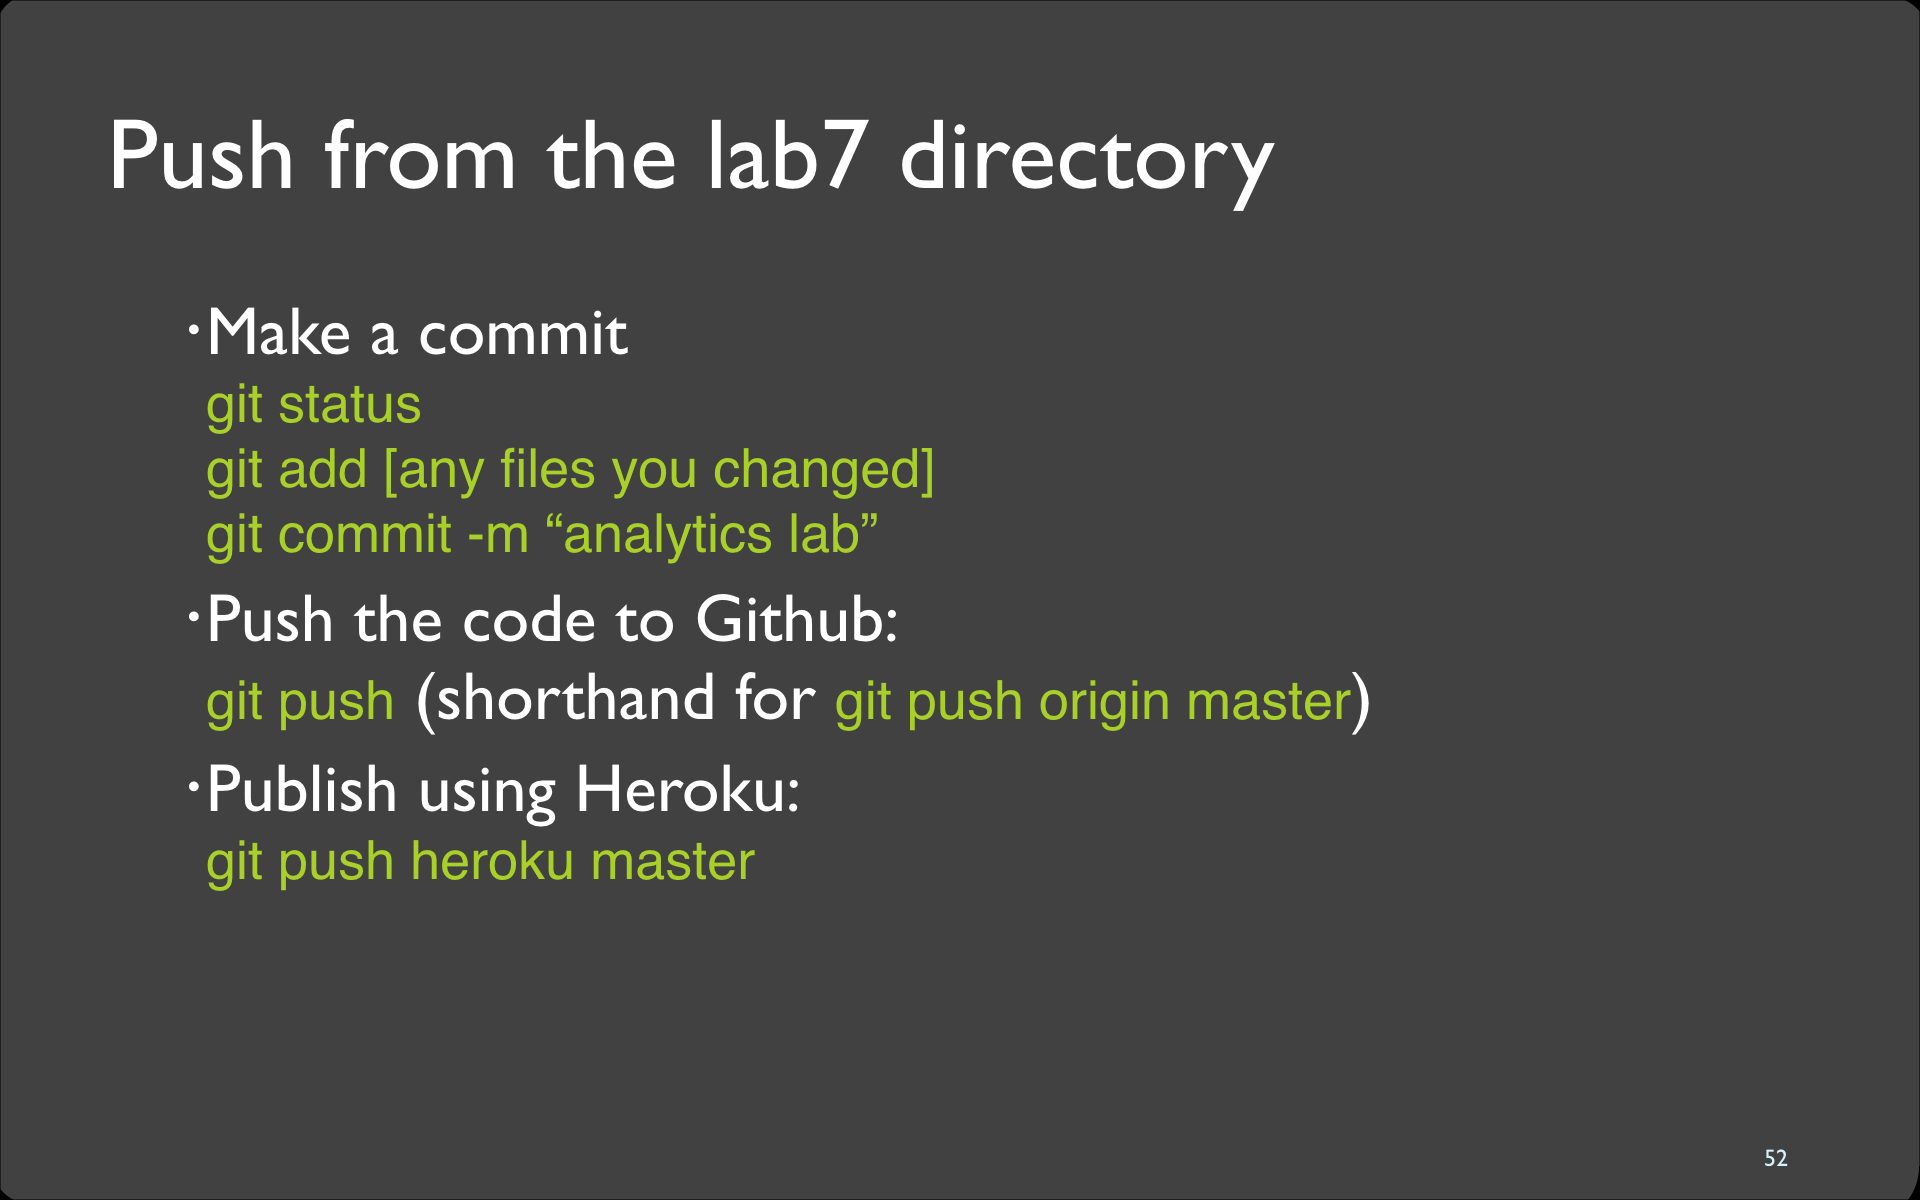 Push from the lab7 directory
·Make a commit
git status
git add [any files you changed]
git commit -m “analytics lab”
·Push the code to Github:
git push (shorthand for git push origin master)
·Publish using Heroku:
git push heroku master
52